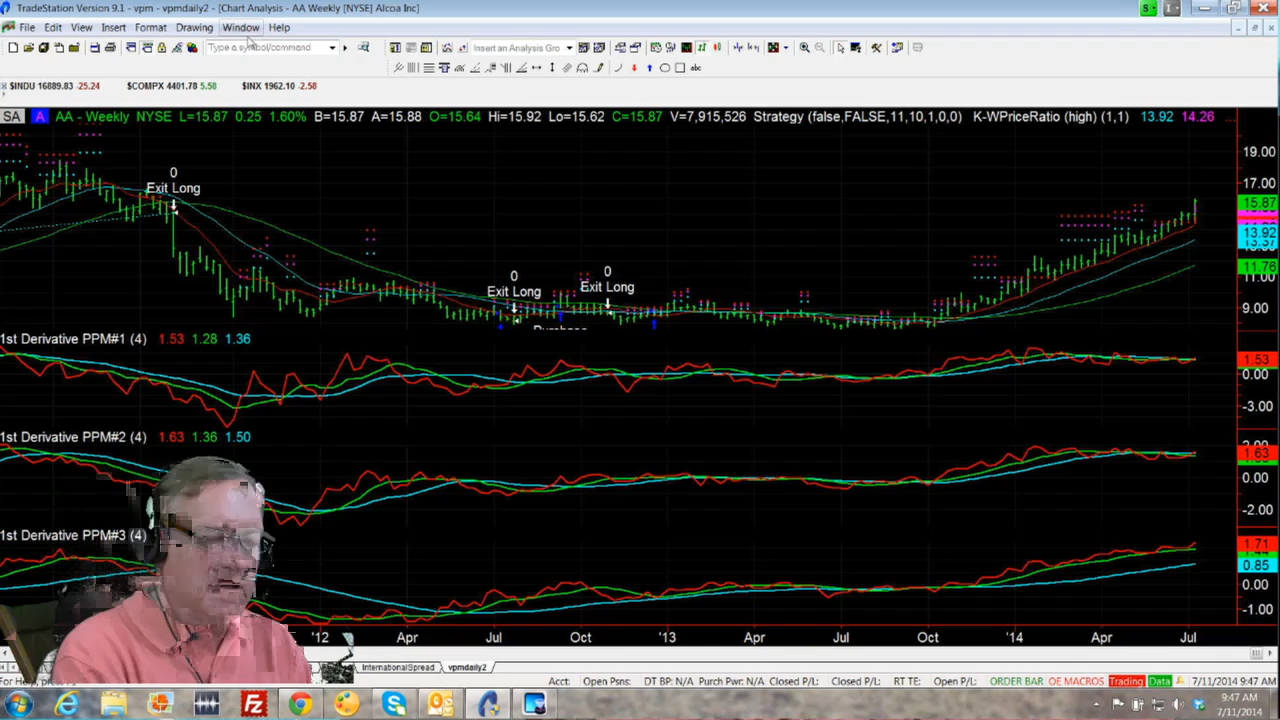 TradeStation Version 9.1 - vpm - vpmdaily2 - [Chart Analysis - AA Weekly [NYSE] Alcoa Inc]
File Edit View Insert Format Drawing Window Help
Type a symbol/command Insert an Analysis Gro
abc
$INDU 16889.83 -25.24 $COMPX 4401.78 5.58 $INX 1962.10 -2.58
SA A AA - Weekly NYSE L=15.87 0.25 1.60% B=15.87 A=15.88 O=15.64 Hi=15.92 Lo=15.62 C=15.87 V=7,915,526 Strategy (false,FALSE,11,10,1,0,0) K-WPriceRatio (high) (1,1) 13.92 14.26 ...
19.00
0
Exit Long
17.00
15.87
13.92
11.76
11.00
0
Exit Long
0
Exit Long
9.00
Purchase
1st Derivative PPM#1 (4) 1.53 1.28 1.36
1.53
0.00
-3.00
1st Derivative PPM#2 (4) 1.63 1.36 1.50
2.00
1.63
0.00
-2.00
1st Derivative PPM#3 (4)
1.71
0.85
0.00
-1.00
'12 Apr Jul Oct '13 Apr Jul Oct '14 Apr Jul
InternationalSpread vpmdaily2
Acct: Open Psns: DT BP: N/A Purch Pwr: N/A Closed P/L: Closed P/L: RT TE: Open P/L: ORDER BAR OE MACROS Trading Data 7/11/2014 9:47 AM
9:47 AM
7/11/2014